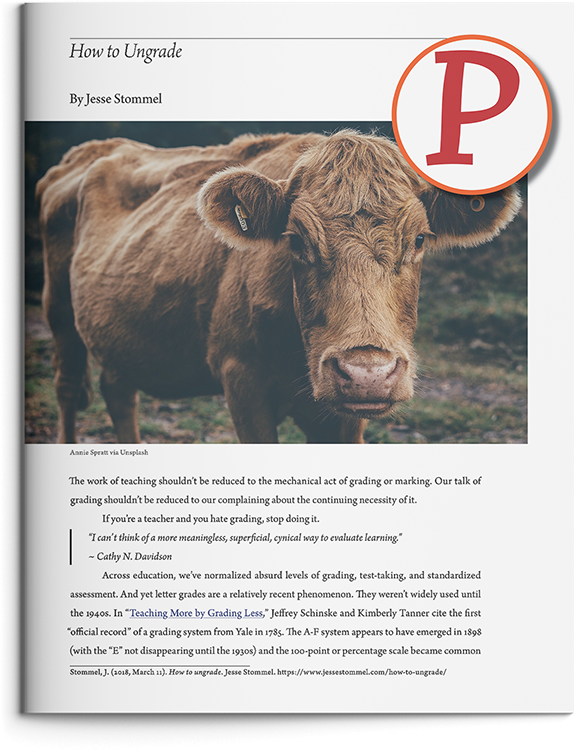 How to Ungrade
P
By Jesse Stommel
Annie Spratt via Unsplash
The work of teaching shouldn't be reduced to the mechanical act of grading or marking. Our talk of
grading shouldn't be reduced to our complaining about the continuing necessity of it.
If you're a teacher and you hate grading, stop doing it.
“I can't think of a more meaningless, superficial, cynical way to evaluate learning.”
~ Cathy N. Davidson
Across education, we've normalized absurd levels of grading, test-taking, and standardized
assessment. And yet letter grades are a relatively recent phenomenon. They weren't widely used until
the 1940s. In “Teaching More by Grading Less,” Jeffrey Schinske and Kimberly Tanner cite the first
“official record” of a grading system from Yale in 1785. The A-F system appears to have emerged in 1898
(with the “E” not disappearing until the 1930s) and the 100-point or percentage scale became common
Stommel, J. (2018, March 11). How to ungrade. Jesse Stommel. https://www.jessestommel.com/how-to-ungrade/